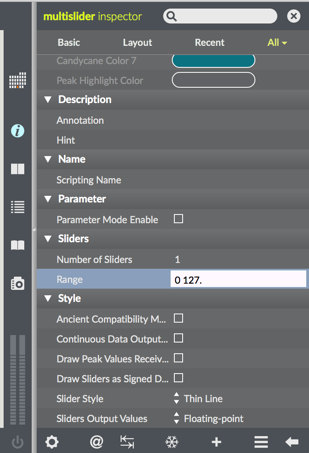 multislider inspector
Basic Layout Recent All
Candycane Color 7
Peak Highlight Color
Description
Annotation
Hint
Name
Scripting Name
Parameter
Parameter Mode Enable
Sliders
Number of Sliders 1
Range 0 127.
Style
Ancient Compatibility M...
Continuous Data Output...
Draw Peak Values Receiv...
Draw Sliders as Signed D...
Slider Style Thin Line
Sliders Output Values Floating-point